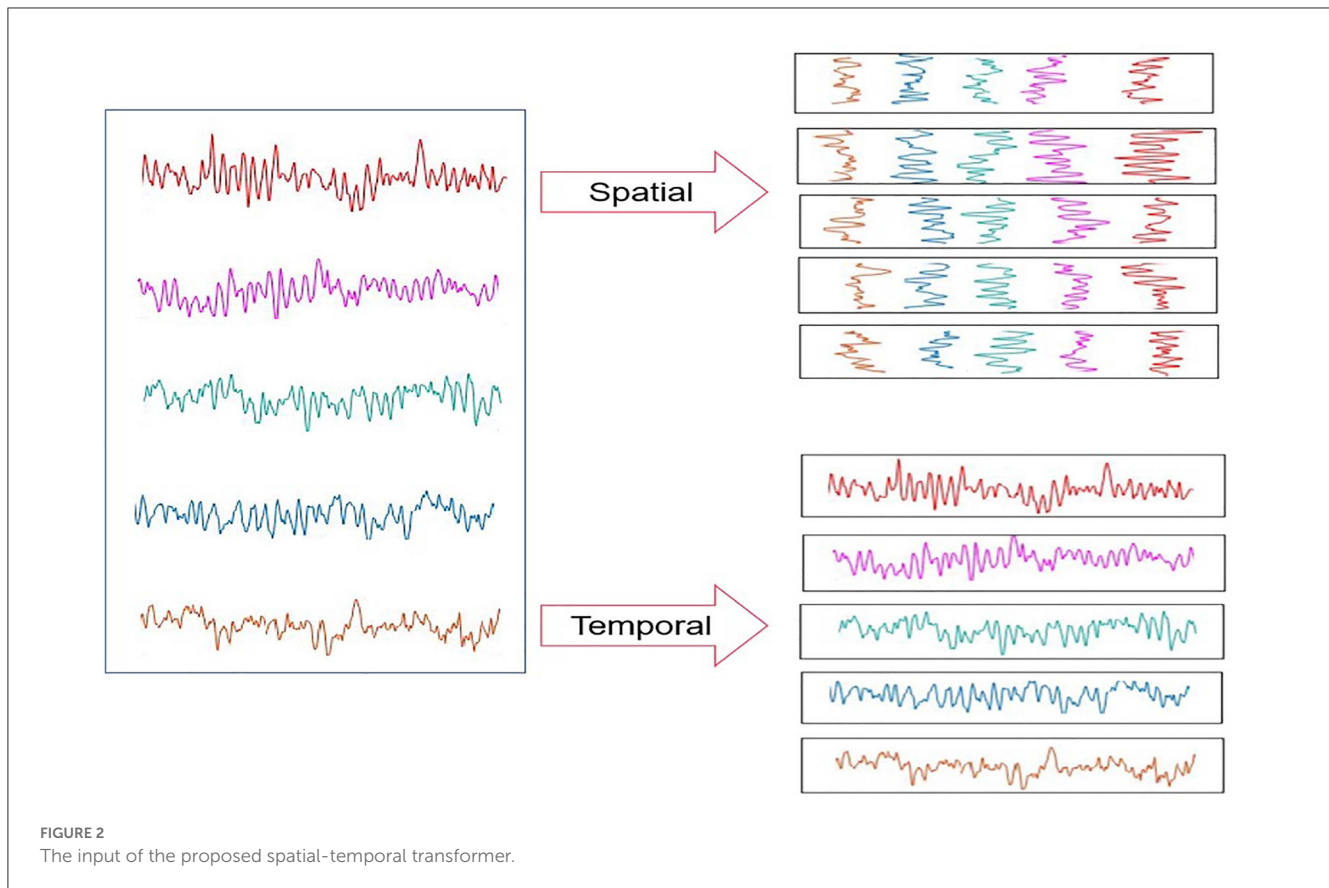 Spatial
Temporal
FIGURE 2
The input of the proposed spatial-temporal transformer.